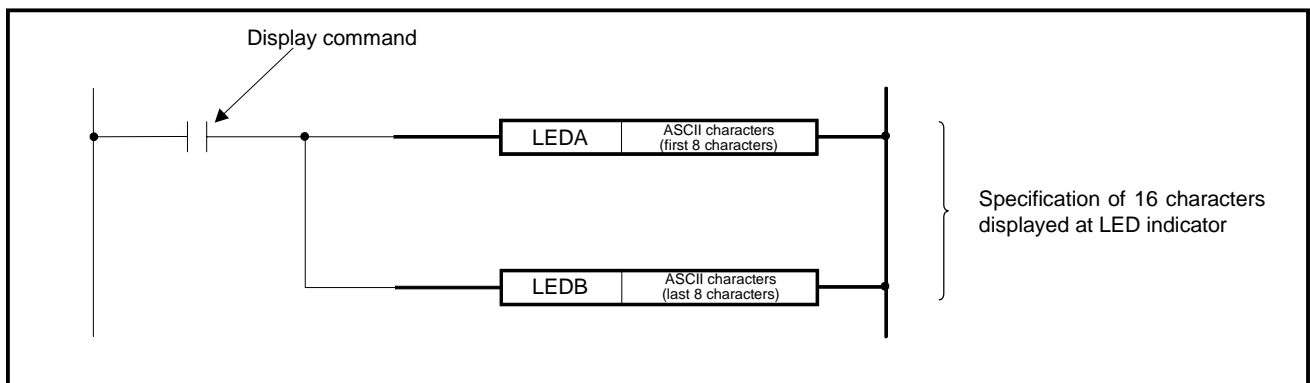 Display command
LEDA
ASCII characters
(first 8 characters)
Specification of 16 characters
displayed at LED indicator
LEDB
ASCII characters
(last 8 characters)